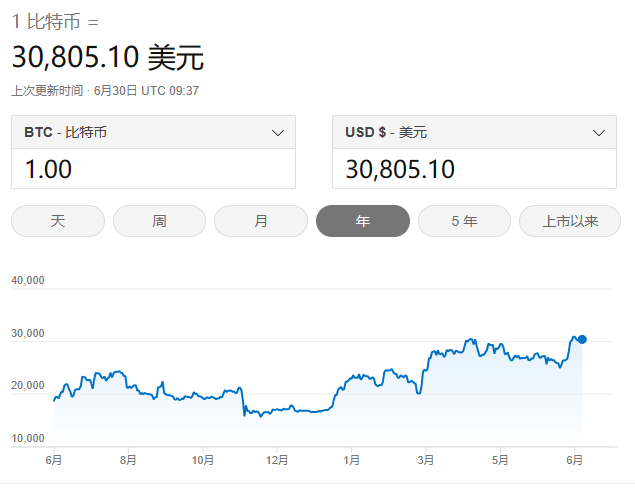 1 比特币 =
30,805.10 美元
上次更新时间 · 6月30日 UTC 09:37
BTC - 比特币 USD $ - 美元
1.00 30,805.10
天 周 月 年 5 年 上市以来
40,000
30,000
20,000
10,000
6月 8月 10月 12月 1月 3月 5月 6月